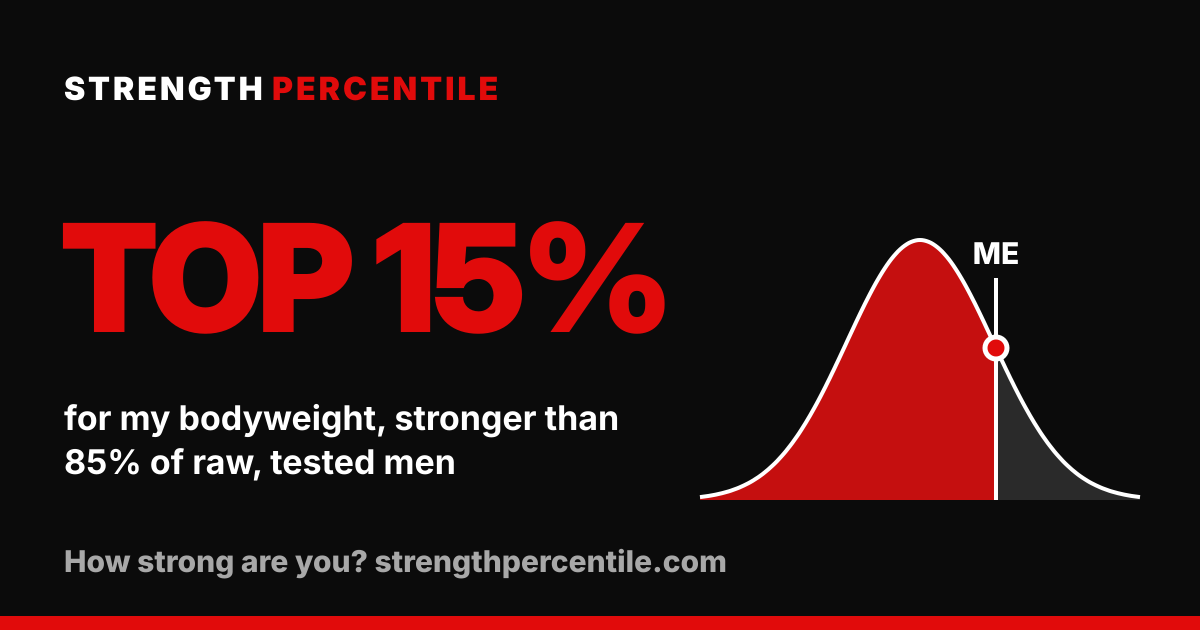 STRENGTH PERCENTILE
TOP 15%
ME
for my bodyweight, stronger than
85% of raw, tested men
How strong are you? strengthpercentile.com